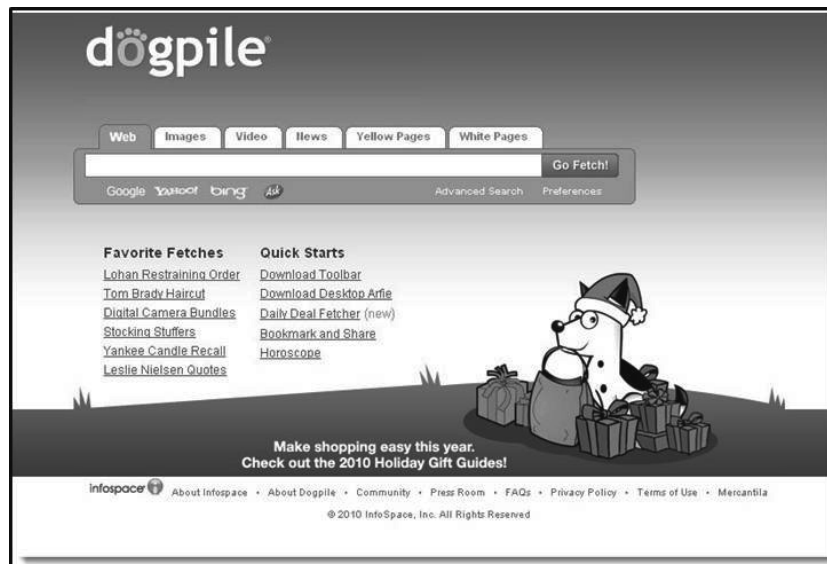 dogpile®
Web Images Video News Yellow Pages White Pages
Go Fetch!
Google YAHOO! bing Ask
Advanced Search Preferences
Favorite Fetches
Lohan Restraining Order
Tom Brady Haircut
Digital Camera Bundles
Stocking Stuffers
Yankee Candle Recall
Leslie Nielsen Quotes
Quick Starts
Download Toolbar
Download Desktop Arfie
Daily Deal Fetcher (new)
Bookmark and Share
Horoscope
Make shopping easy this year.
Check out the 2010 Holiday Gift Guides!
infospace About Infospace • About Dogpile • Community • Press Room • FAQs • Privacy Policy • Terms of Use • Mercantila
© 2010 InfoSpace, Inc. All Rights Reserved